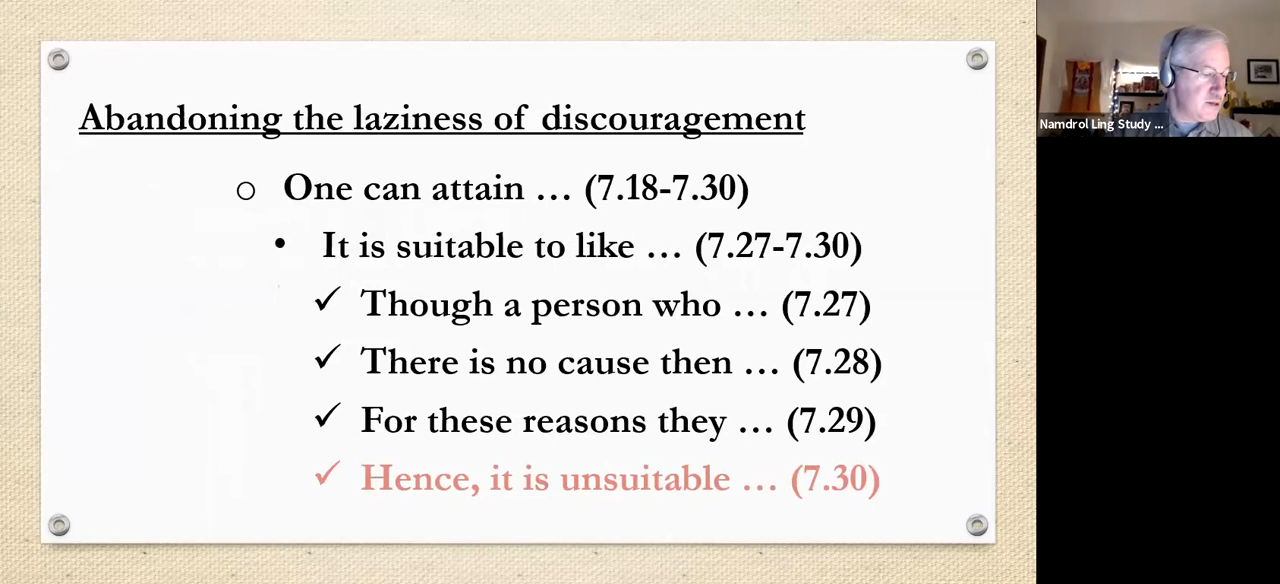 Abandoning the laziness of discouragement
○ One can attain … (7.18-7.30)
• It is suitable to like … (7.27-7.30)
✓ Though a person who … (7.27)
✓ There is no cause then … (7.28)
✓ For these reasons they … (7.29)
✓ Hence, it is unsuitable … (7.30)
Namdrol Ling Study ...